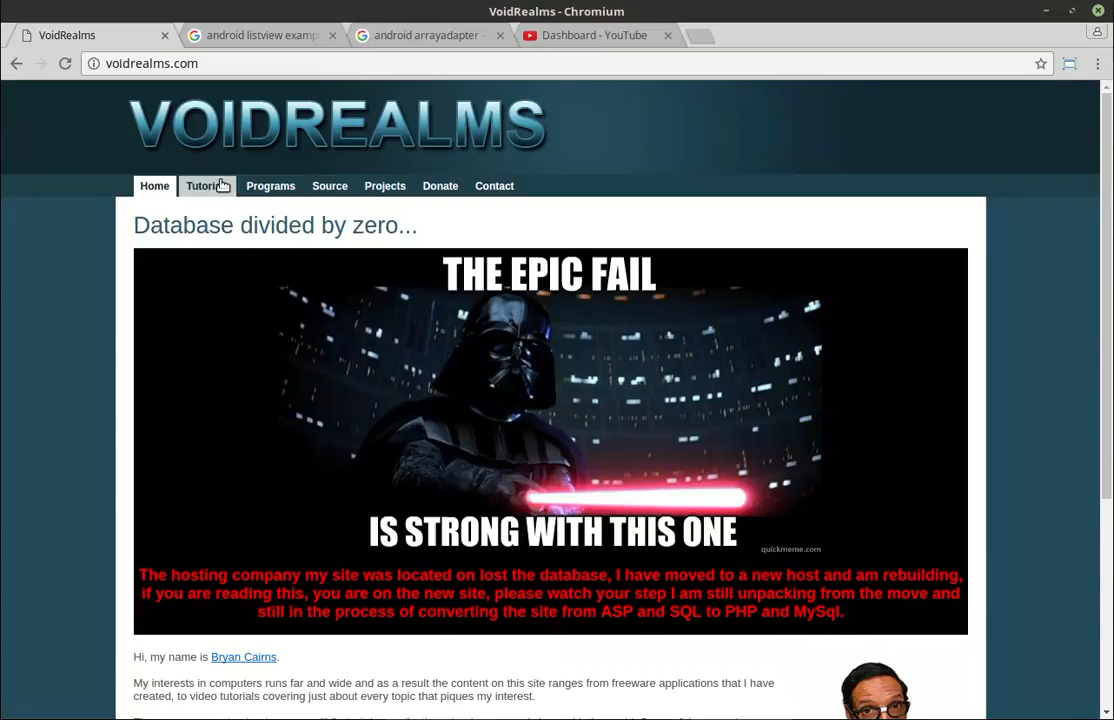 VoidRealms - Chromium
VoidRealms
android listview examp
android arrayadapter -
Dashboard - YouTube
voidrealms.com
VOIDREALMS
Home
Programs
Source
Projects
Donate
Contact
Database divided by zero...
THE EPIC FAIL
IS STRONG WITH THIS ONE
quickmeme.com
The hosting company my site was located on lost the database, I have moved to a new host and am rebuilding,
if you are reading this, you are on the new site, please watch your step I am still unpacking from the move and
still in the process of converting the site from ASP and SQL to PHP and MySql.
Hi, my name is Bryan Cairns.
My interests in computers runs far and wide and as a result the content on this site ranges from freeware applications that I have
created, to video tutorials covering just about every topic that piques my interest.